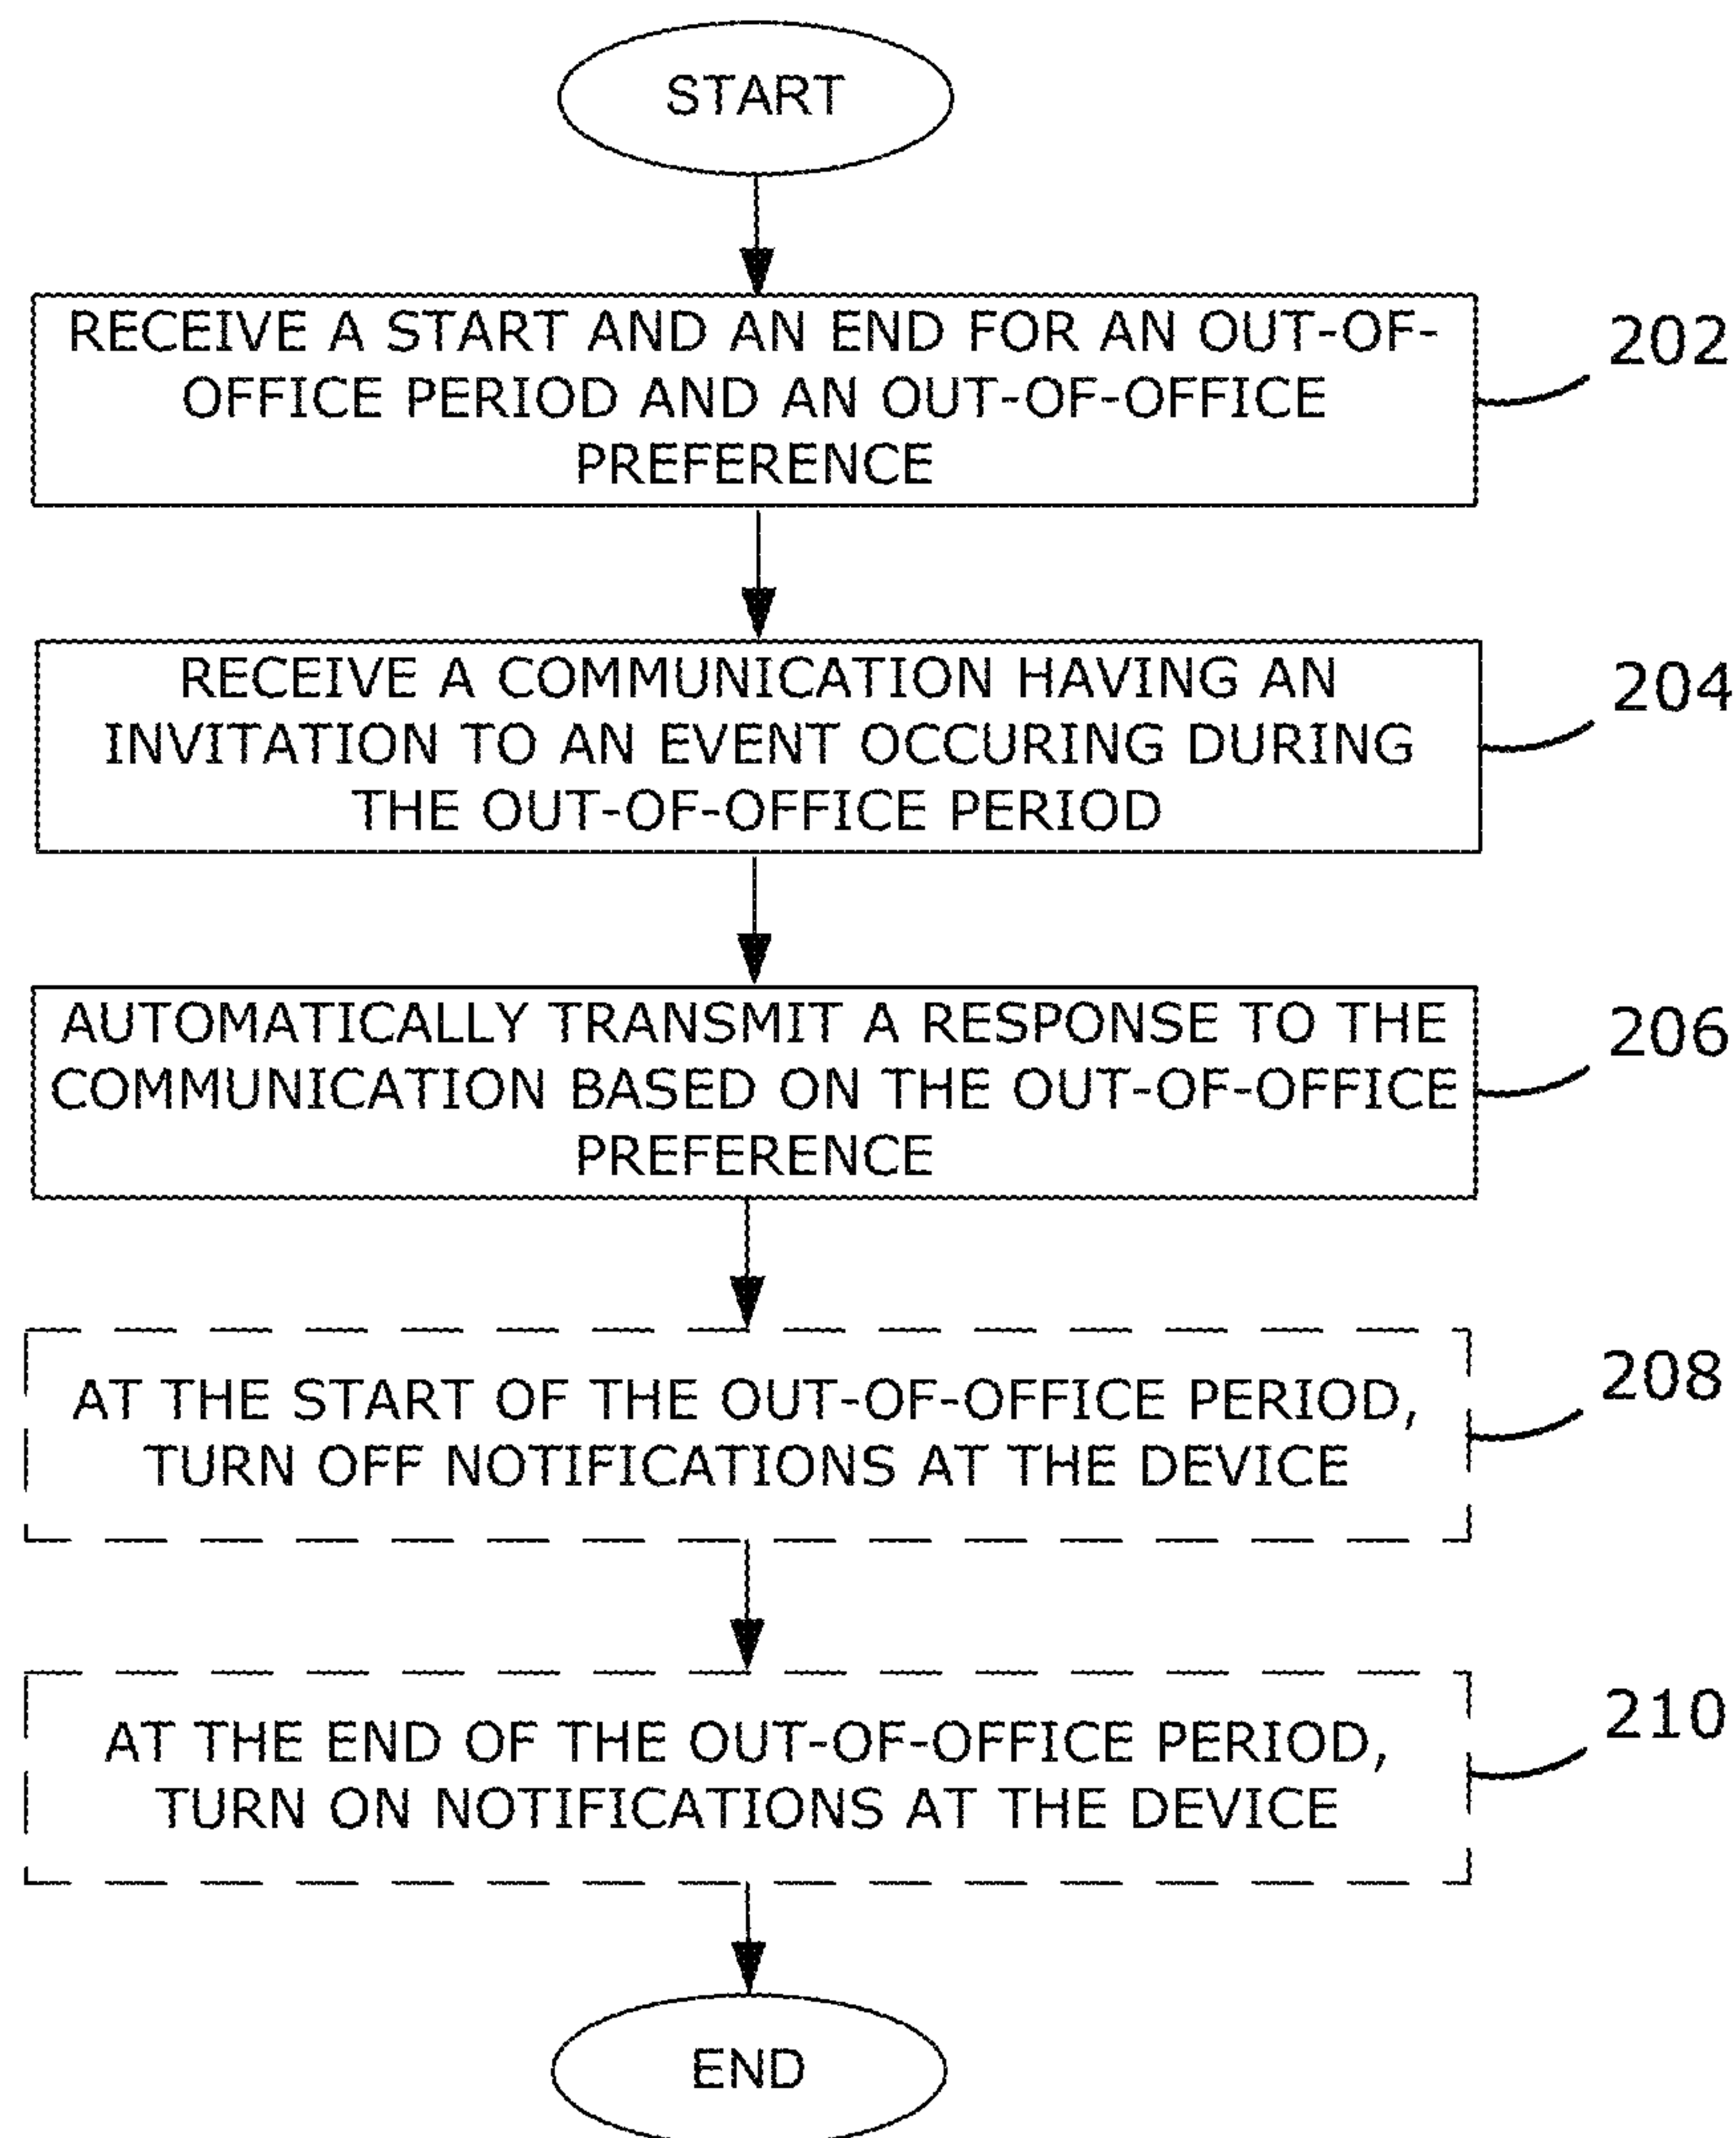 START
RECEIVE A START AND AN END FOR AN OUT-OF-
OFFICE PERIOD AND AN OUT-OF-OFFICE
PREFERENCE
202
RECEIVE A COMMUNICATION HAVING AN
INVITATION TO AN EVENT OCCURING DURING
THE OUT-OF-OFFICE PERIOD
204
AUTOMATICALLY TRANSMIT A RESPONSE TO THE
COMMUNICATION BASED ON THE OUT-OF-OFFICE
PREFERENCE
206
AT THE START OF THE OUT-OF-OFFICE PERIOD,
TURN OFF NOTIFICATIONS AT THE DEVICE
208
AT THE END OF THE OUT-OF-OFFICE PERIOD,
TURN ON NOTIFICATIONS AT THE DEVICE
210
END